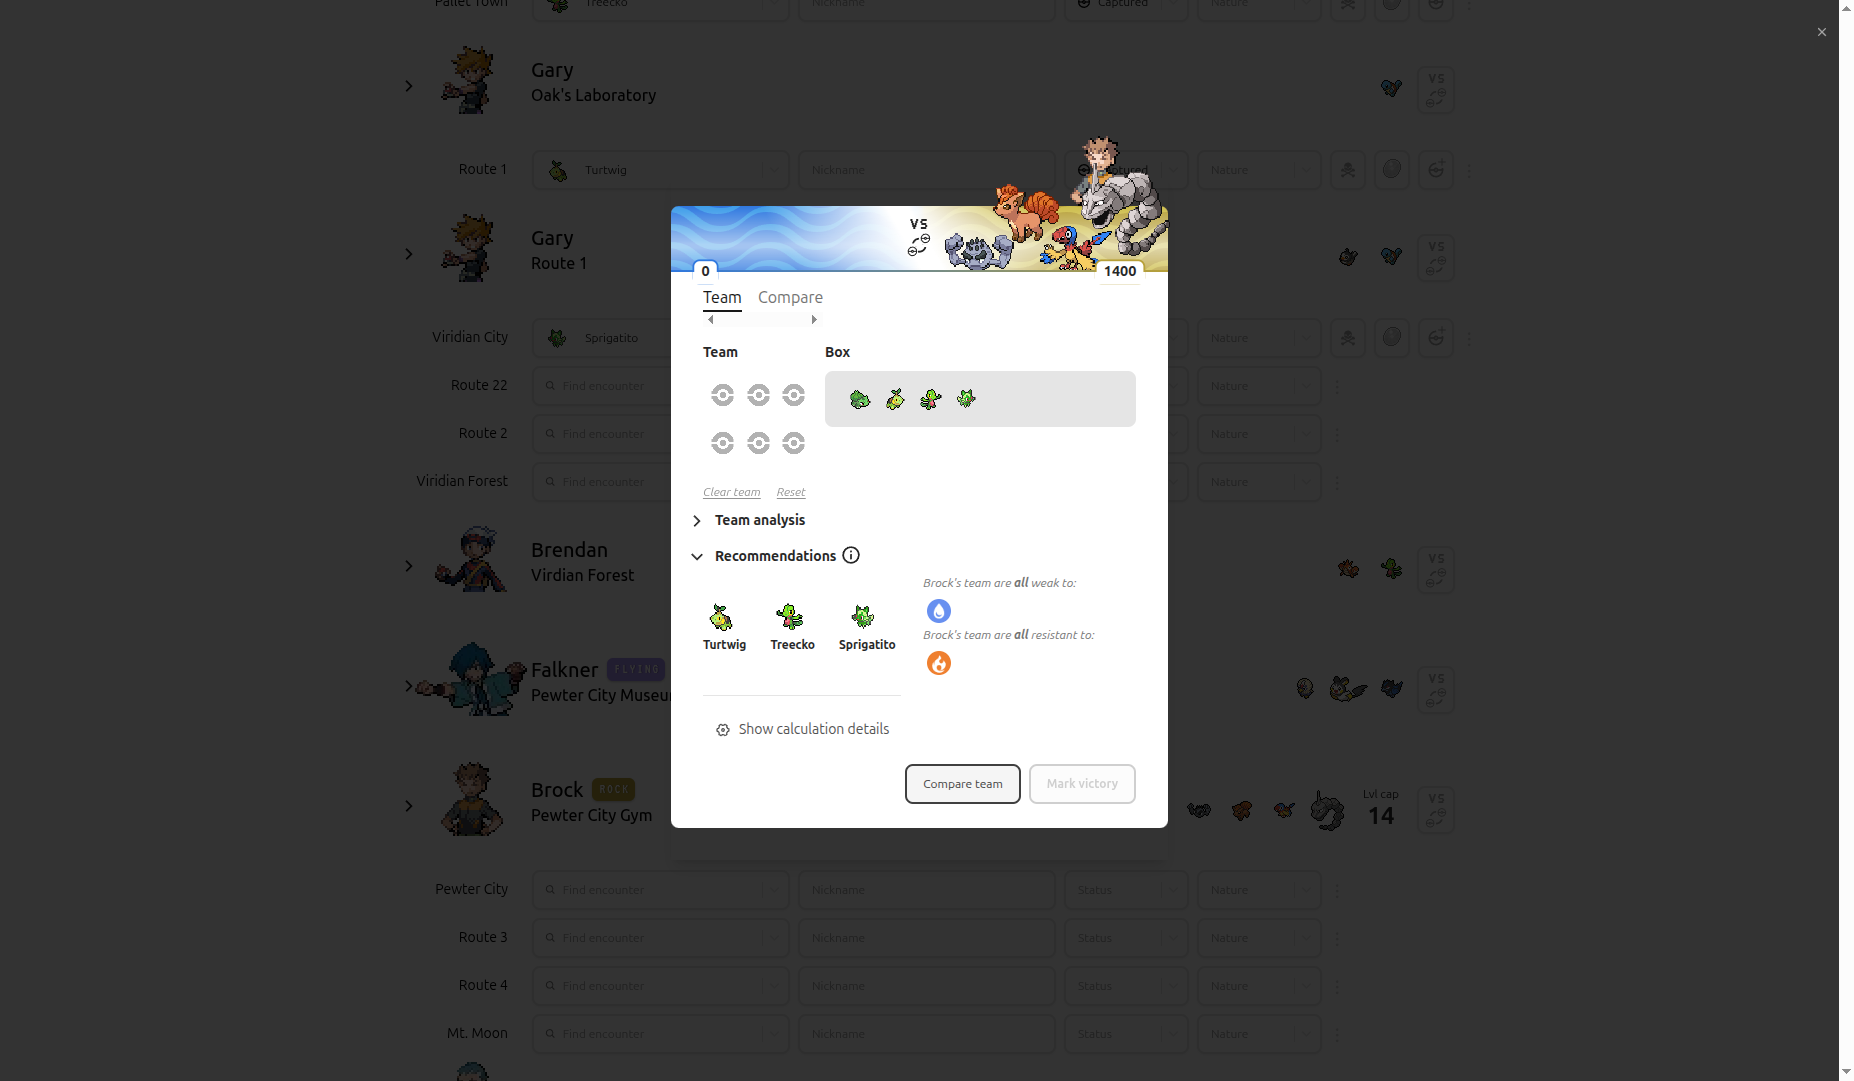 Pallet Town Treecko Nickname Captured Nature
×
Gary
Oak's Laboratory
VS
Route 1 Turtwig Nickname Captured Nature
Gary
Route 1
VS
Viridian City Sprigatito Nature
Route 22 Find encounter Nature
Route 2 Find encounter Nature
Viridian Forest Find encounter Nature
Brendan
Virdian Forest
VS
Falkner FLYING
Pewter City Museu
VS
Brock ROCK
Pewter City Gym
Lvl cap
14
VS
Pewter City Find encounter Nickname Status Nature
Route 3 Find encounter Nickname Status Nature
Route 4 Find encounter Nickname Status Nature
Mt. Moon Find encounter Nickname Status Nature
VS
0 1400
Team Compare
Team Box
Clear team Reset
Team analysis
Recommendations
Turtwig Treecko Sprigatito
Brock's team are all weak to:
Brock's team are all resistant to:
Show calculation details
Compare team Mark victory